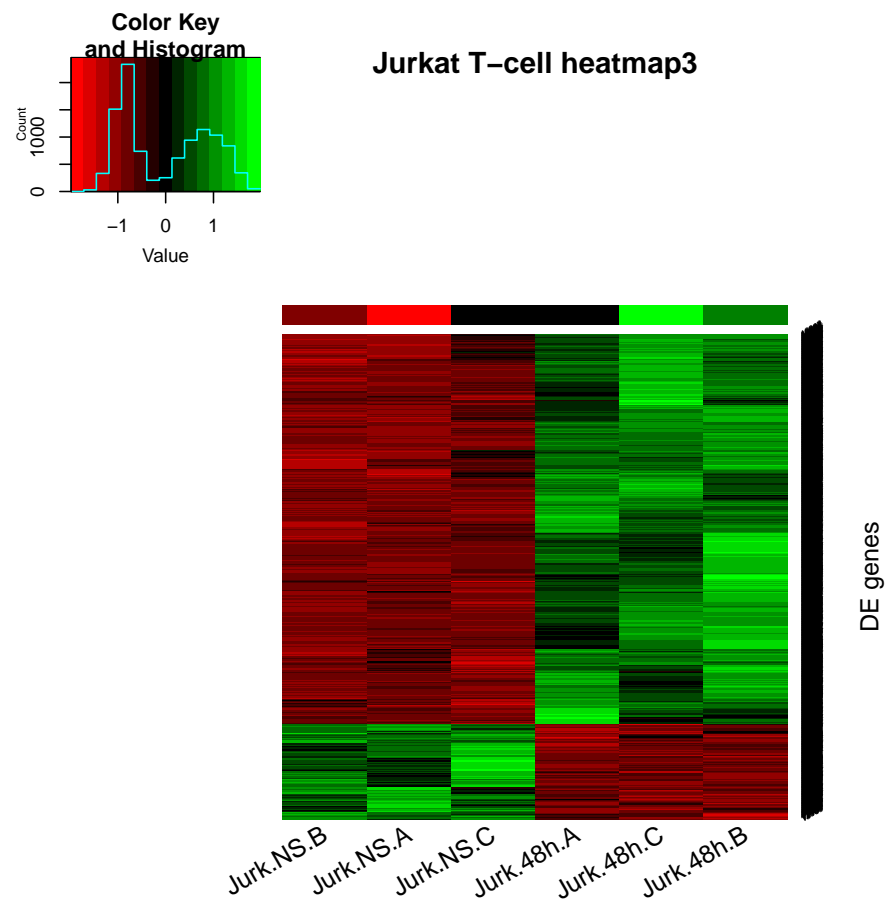 Color Key
and Histogram
Jurkat T−cell heatmap3
Count
0
1000
−1
0
1
Value
DE genes
Jurk.NS.B
Jurk.NS.A
Jurk.NS.C
Jurk.48h.A
Jurk.48h.C
Jurk.48h.B